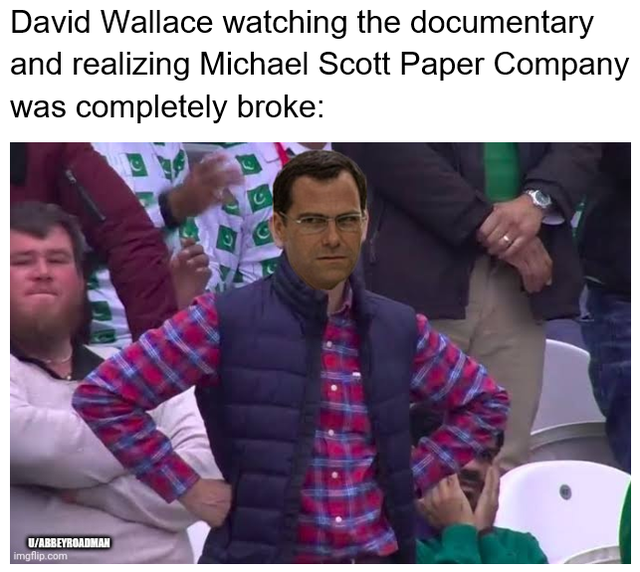 David Wallace watching the documentary
and realizing Michael Scott Paper Company
was completely broke:
U/ABBEYROADMAN
imgflip.com